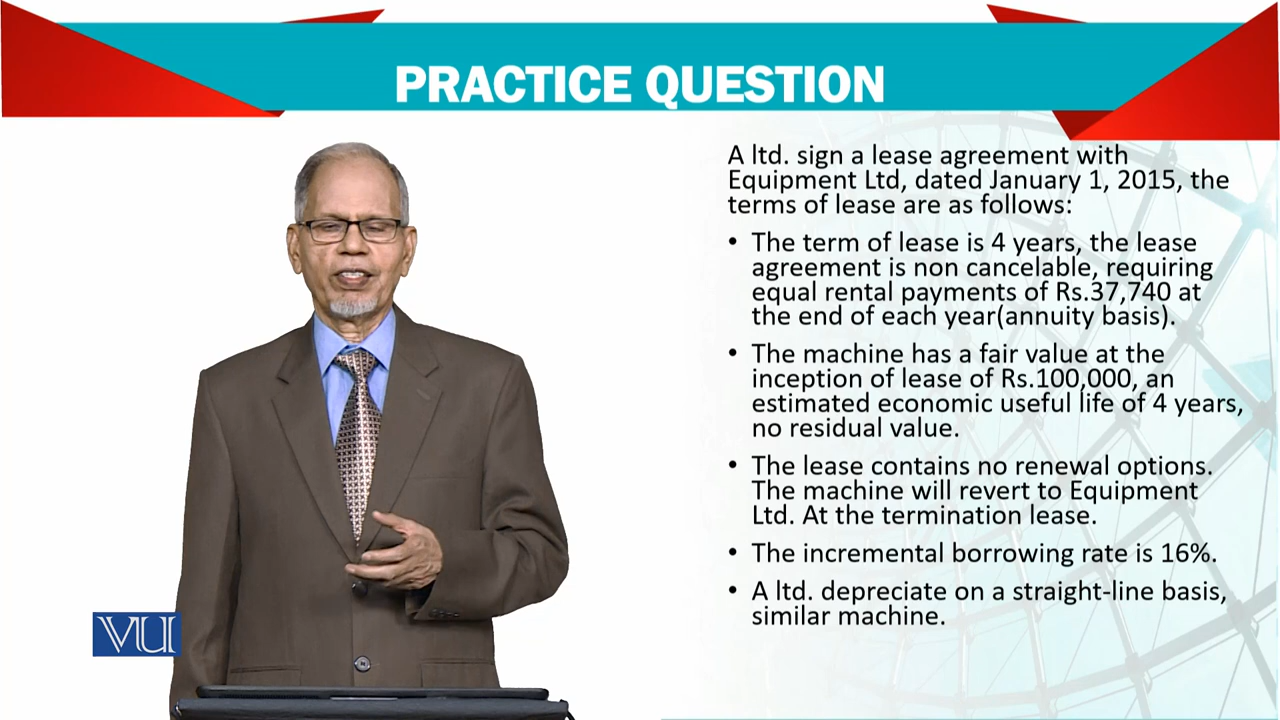 PRACTICE QUESTION
A ltd. sign a lease agreement with
Equipment Ltd, dated January 1, 2015, the
terms of lease are as follows:
• The term of lease is 4 years, the lease
agreement is non cancelable, requiring
equal rental payments of Rs.37,740 at
the end of each year(annuity basis).
• The machine has a fair value at the
inception of lease of Rs.100,000, an
estimated economic useful life of 4 years,
no residual value.
• The lease contains no renewal options.
The machine will revert to Equipment
Ltd. At the termination lease.
• The incremental borrowing rate is 16%.
• A ltd. depreciate on a straight-line basis,
similar machine.
VU